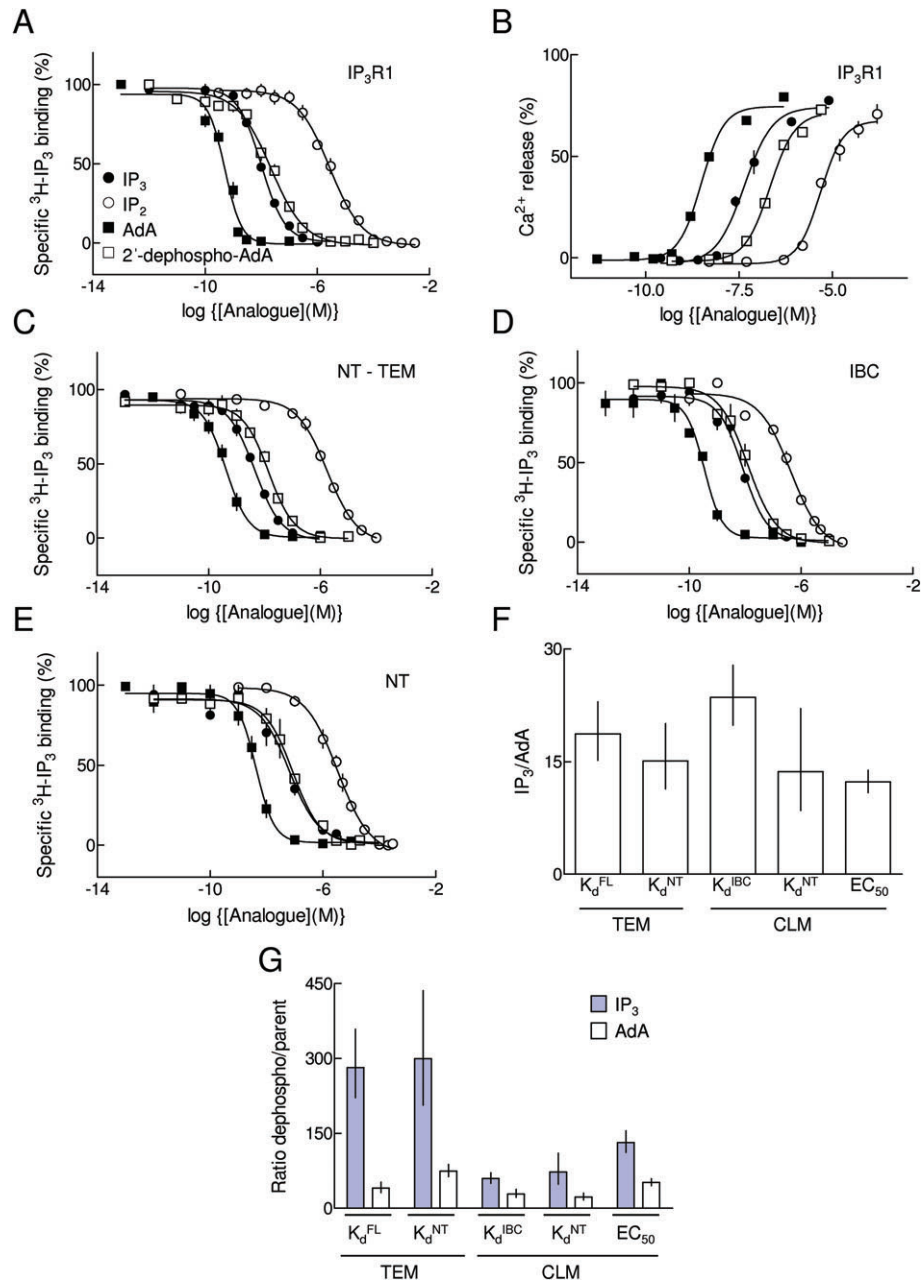 A
IP₃R1
Specific ³H-IP₃ binding (%)
100
50
0
IP₃
IP₂
AdA
2'-dephospho-AdA
-14
-10
-6
-2
log {[Analogue](M)}
B
IP₃R1
Ca²⁺ release (%)
100
50
0
-10.0
-7.5
-5.0
log {[Analogue](M)}
C
NT - TEM
Specific ³H-IP₃ binding (%)
100
50
0
-14
-10
-6
-2
log {[Analogue](M)}
D
IBC
Specific ³H-IP₃ binding (%)
100
50
0
-14
-10
-6
-2
log {[Analogue](M)}
E
NT
Specific ³H-IP₃ binding (%)
100
50
0
-14
-10
-6
-2
log {[Analogue](M)}
F
IP₃/AdA
30
15
0
K_d^FL K_d^NT K_d^IBC K_d^NT EC₅₀
TEM CLM
G
Ratio dephospho/parent
450
300
150
0
IP₃
AdA
K_d^FL K_d^NT K_d^IBC K_d^NT EC₅₀
TEM CLM